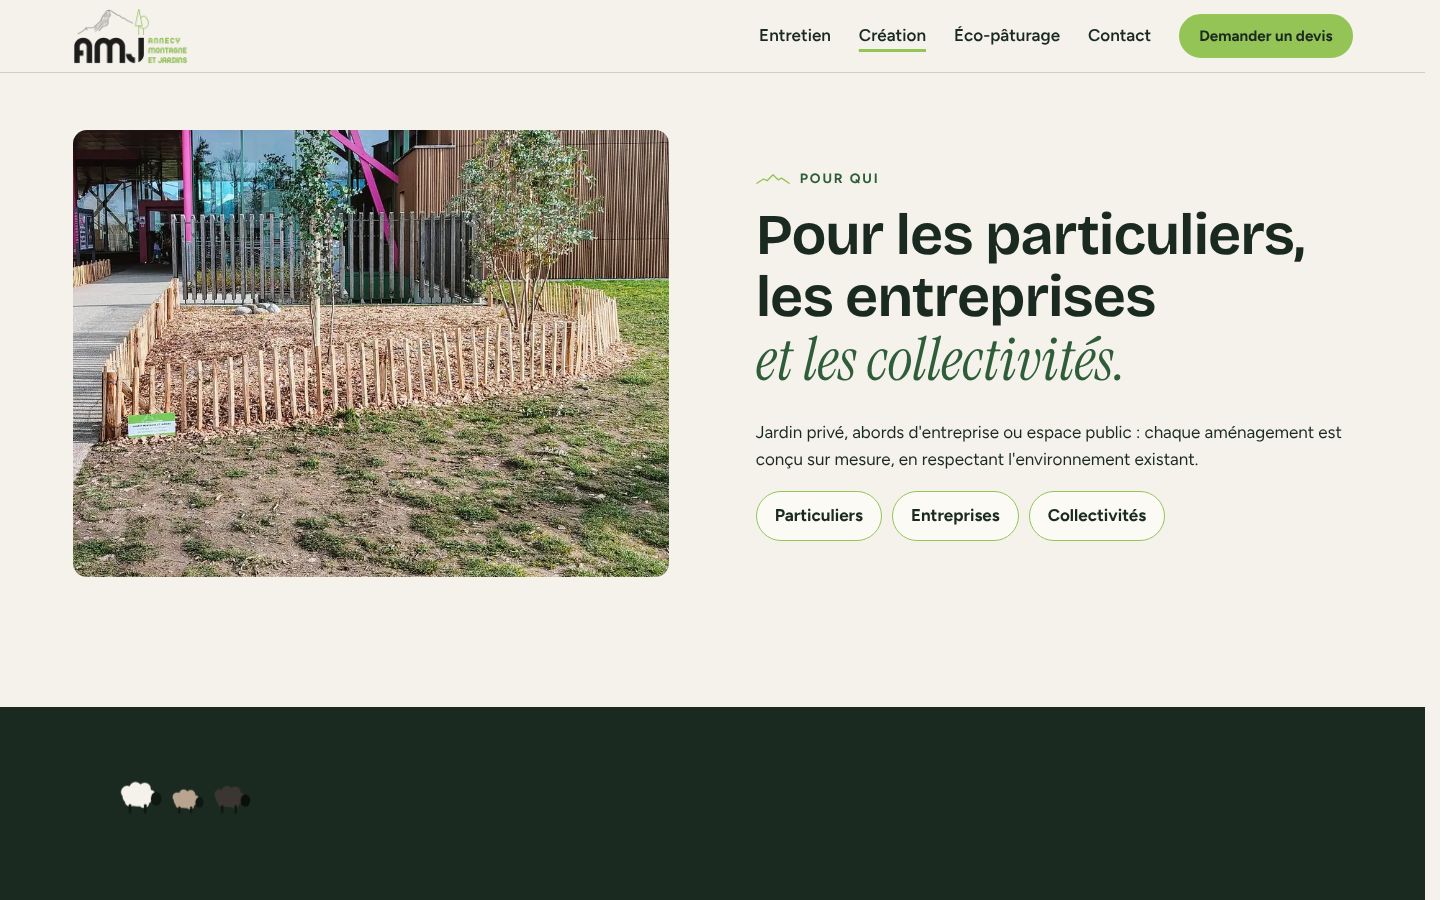 AMJ ANNECY
MONTAGNE
ET JARDINS
Entretien
Création
Éco-pâturage
Contact
Demander un devis
POUR QUI
Pour les particuliers,
les entreprises
et les collectivités.
Jardin privé, abords d'entreprise ou espace public : chaque aménagement est
conçu sur mesure, en respectant l'environnement existant.
Particuliers
Entreprises
Collectivités